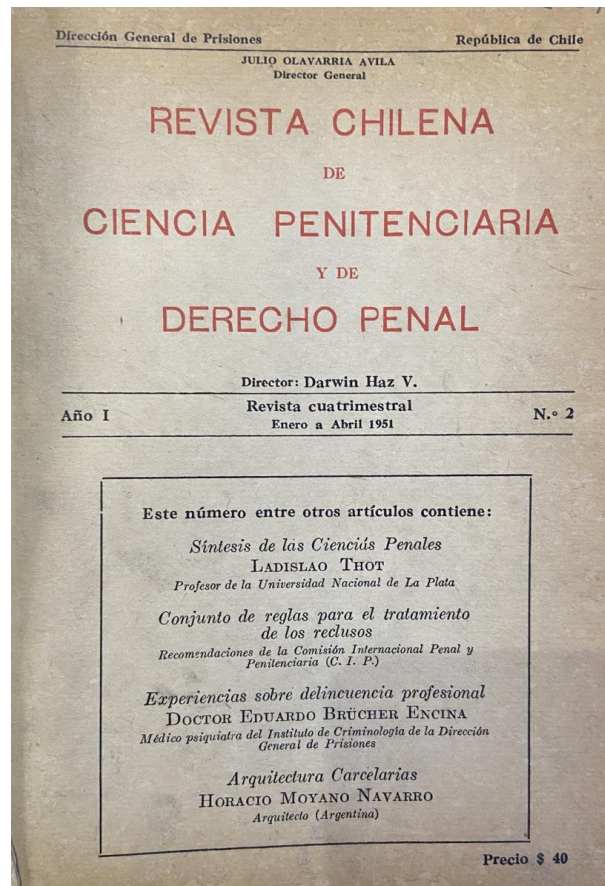 Dirección General de Prisiones República de Chile
JULIO OLAVARRIA AVILA
Director General
REVISTA CHILENA
DE
CIENCIA PENITENCIARIA
Y DE
DERECHO PENAL
Director: Darwin Haz V.
Año I Revista cuatrimestral N.º 2
Enero a Abril 1951
Este número entre otros artículos contiene:
Síntesis de las Ciencias Penales
LADISLAO THOT
Profesor de la Universidad Nacional de La Plata
Conjunto de reglas para el tratamiento
de los reclusos
Recomendaciones de la Comisión Internacional Penal y
Penitenciaria (C. I. P.)
Experiencias sobre delincuencia profesional
DOCTOR EDUARDO BRÜCHER ENCINA
Médico psiquiatra del Instituto de Criminología de la Dirección
General de Prisiones
Arquitectura Carcelarias
HORACIO MOYANO NAVARRO
Arquitecto (Argentina)
Precio $ 40